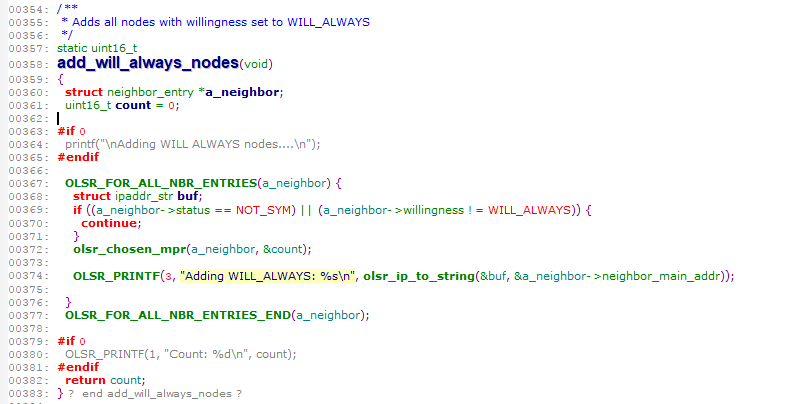 00354: /**
00355:  * Adds all nodes with willingness set to WILL_ALWAYS
00356:  */
00357: static uint16_t
00358: add_will_always_nodes(void)
00359: {
00360:   struct neighbor_entry *a_neighbor;
00361:   uint16_t count = 0;
00362:
00363: #if 0
00364:   printf("\nAdding WILL ALWAYS nodes....\n");
00365: #endif
00366:
00367:   OLSR_FOR_ALL_NBR_ENTRIES(a_neighbor) {
00368:     struct ipaddr_str buf;
00369:     if ((a_neighbor->status == NOT_SYM) || (a_neighbor->willingness ! = WILL_ALWAYS)) {
00370:       continue;
00371:     }
00372:     olsr_chosen_mpr(a_neighbor, &count);
00373:
00374:     OLSR_PRINTF(3, "Adding WILL_ALWAYS: %s\n", olsr_ip_to_string(&buf, &a_neighbor->neighbor_main_addr));
00375:
00376:   }
00377:   OLSR_FOR_ALL_NBR_ENTRIES_END(a_neighbor);
00378:
00379: #if 0
00380:   OLSR_PRINTF(1, "Count: %d\n", count);
00381: #endif
00382:   return count;
00383: } ? end add_will_always_nodes ?